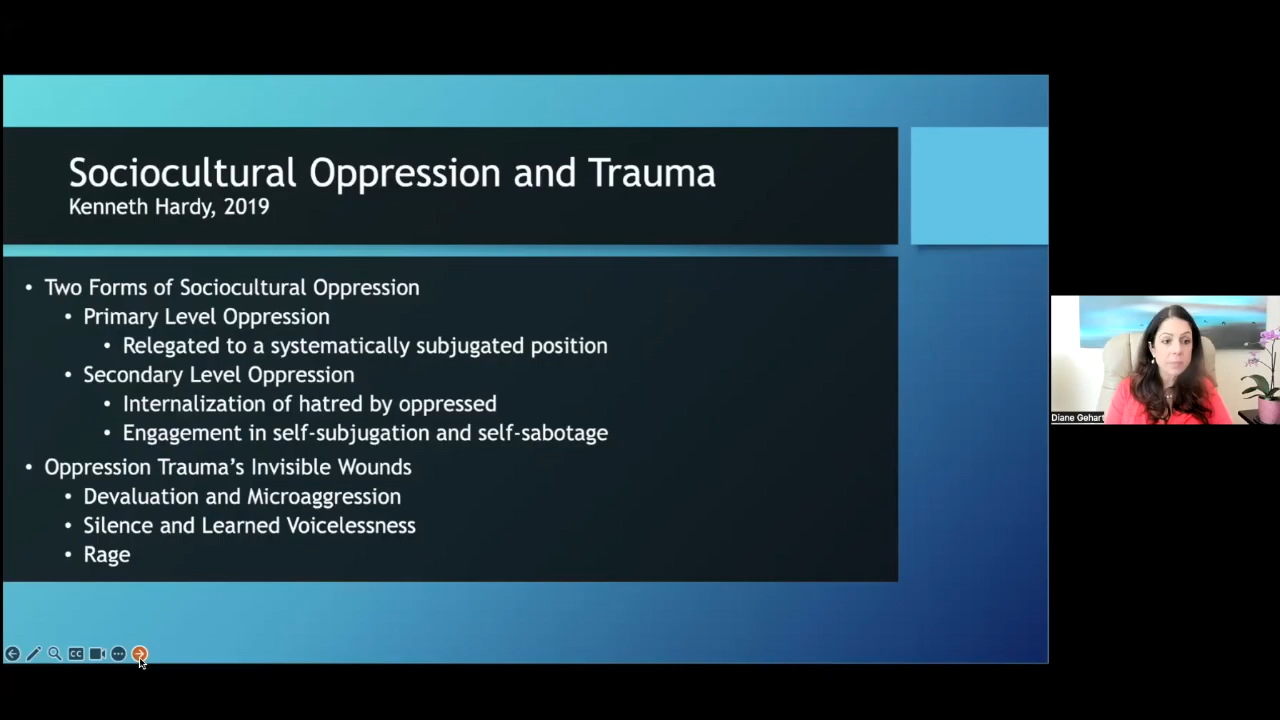 Sociocultural Oppression and Trauma
Kenneth Hardy, 2019
• Two Forms of Sociocultural Oppression
• Primary Level Oppression
• Relegated to a systematically subjugated position
• Secondary Level Oppression
• Internalization of hatred by oppressed
• Engagement in self-subjugation and self-sabotage
• Oppression Trauma's Invisible Wounds
• Devaluation and Microaggression
• Silence and Learned Voicelessness
• Rage
CC
Diane Gehart